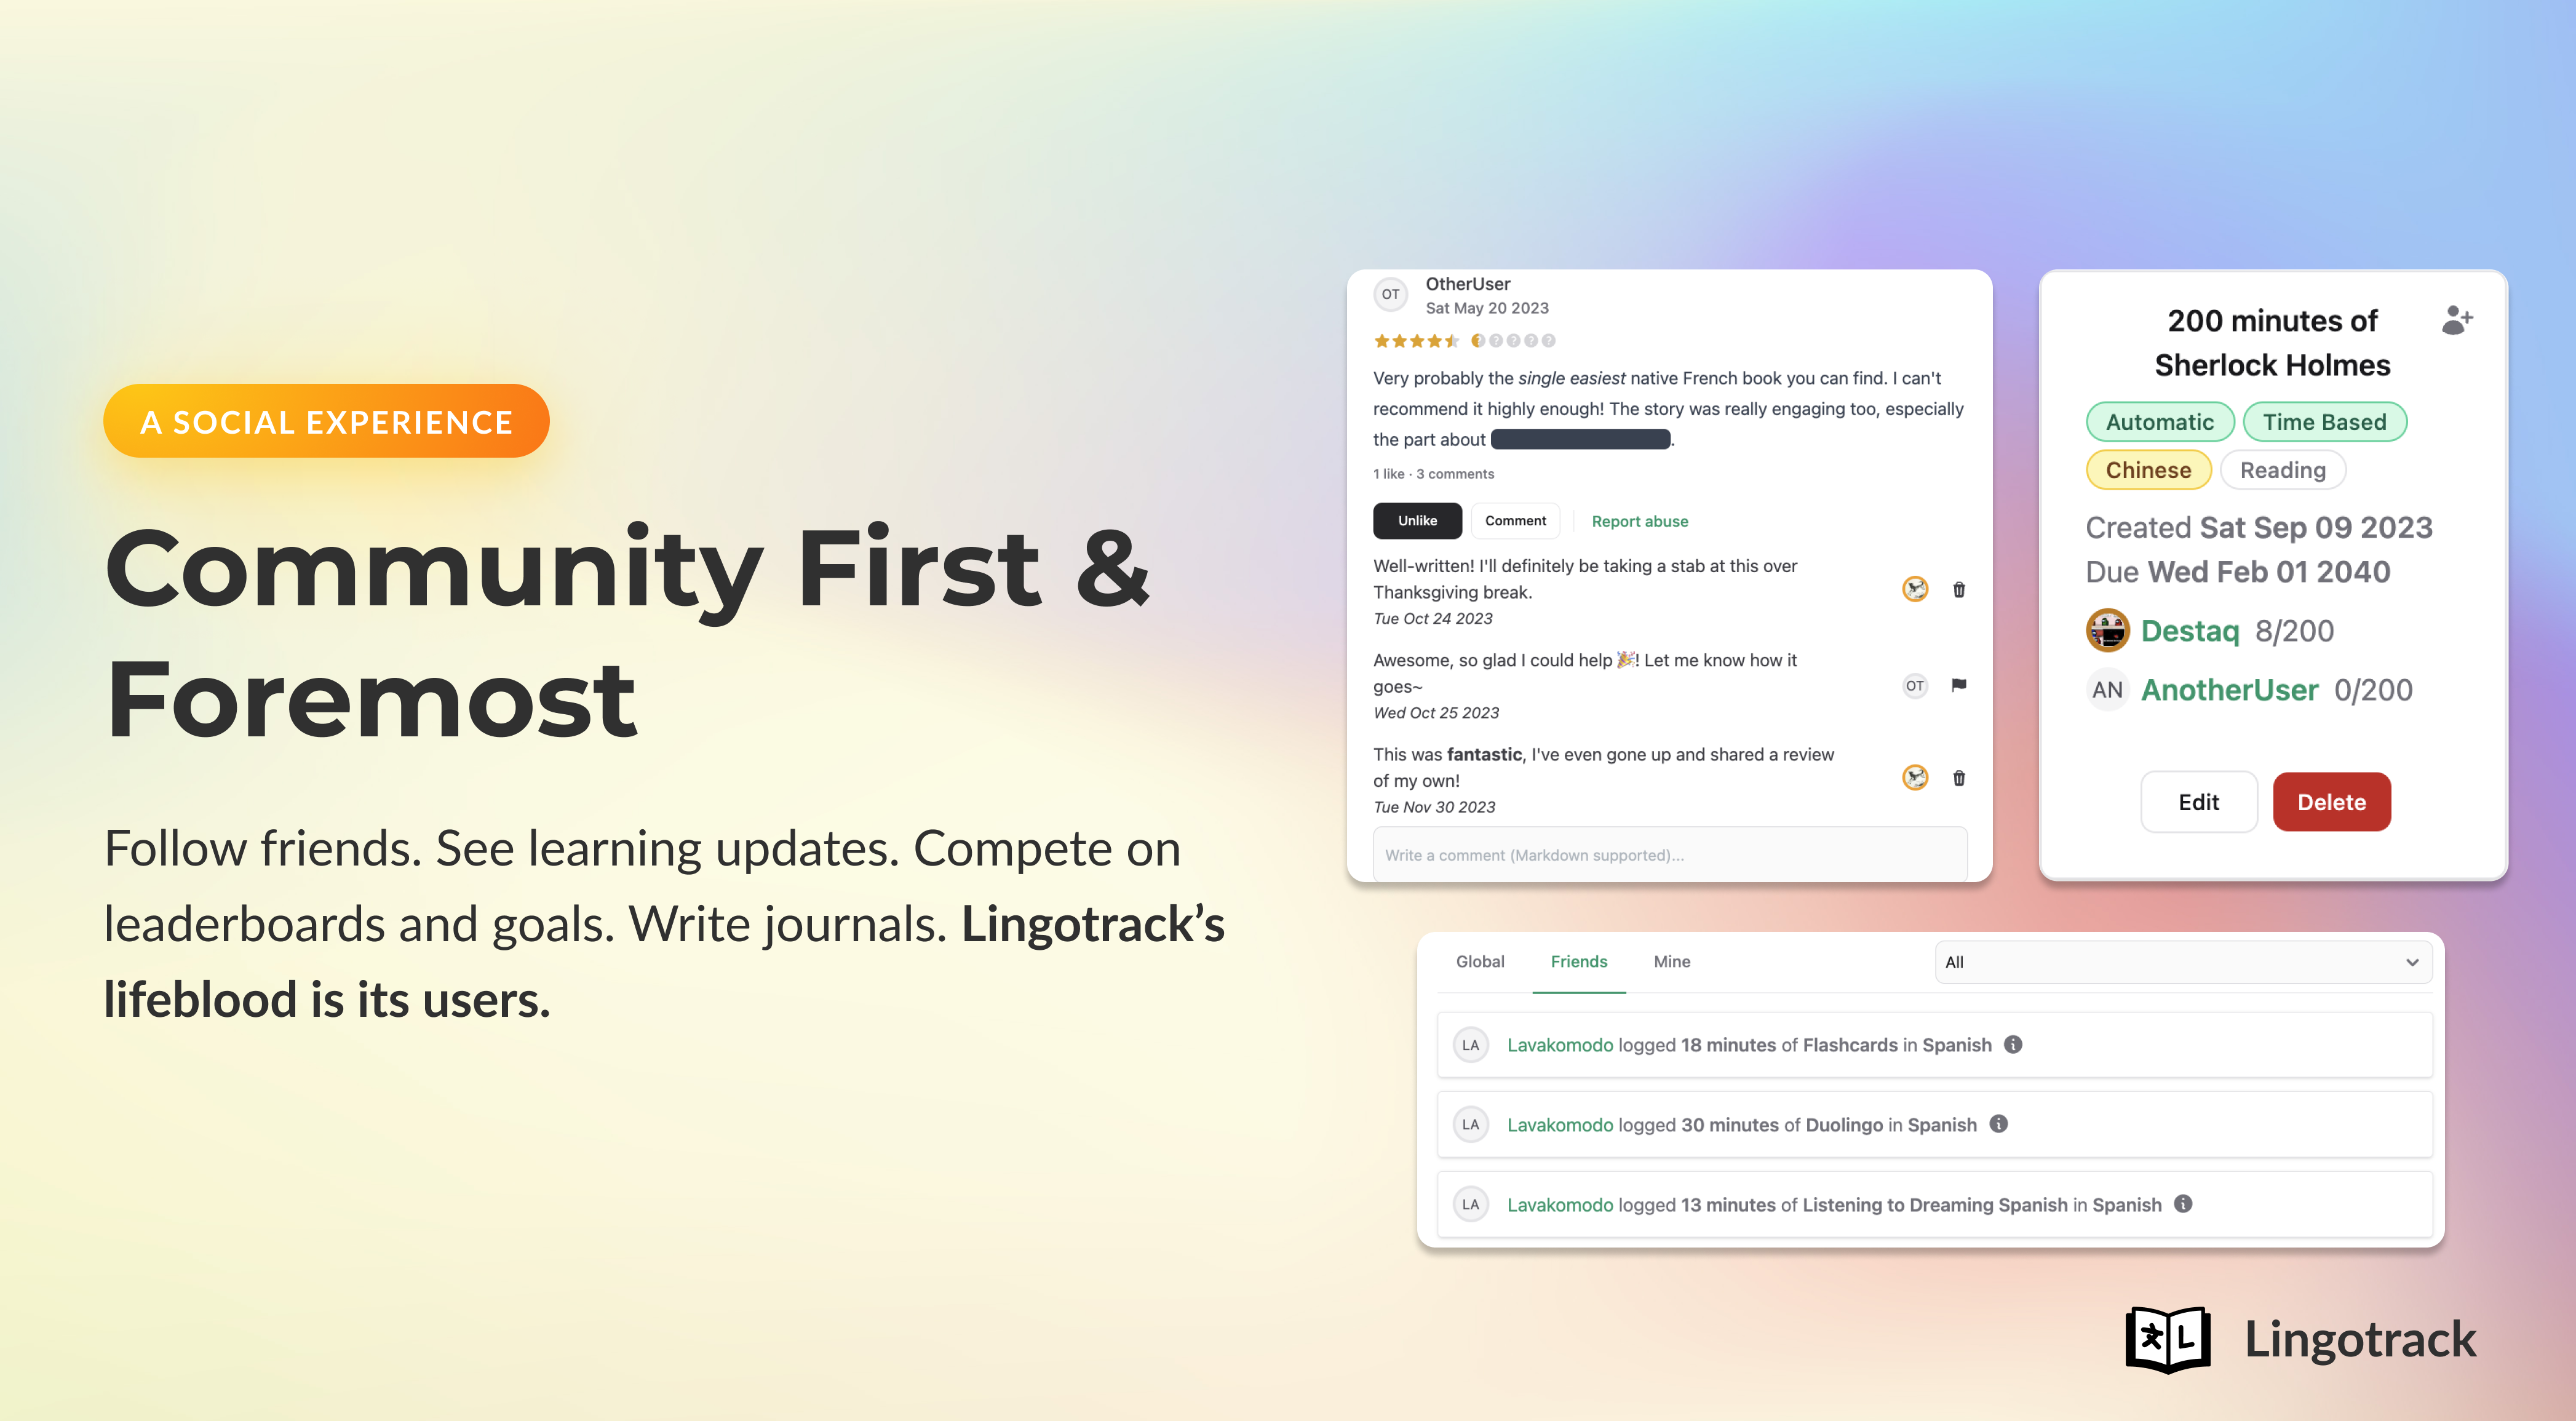 A SOCIAL EXPERIENCE
Community First &
Foremost
Follow friends. See learning updates. Compete on
leaderboards and goals. Write journals. Lingotrack’s
lifeblood is its users.
OT
OtherUser
Sat May 20 2023
? ? ? ? ?
Very probably the single easiest native French book you can find. I can't
recommend it highly enough! The story was really engaging too, especially
the part about .
1 like · 3 comments
Unlike Comment Report abuse
Well-written! I'll definitely be taking a stab at this over
Thanksgiving break.
Tue Oct 24 2023
Awesome, so glad I could help 🎉! Let me know how it
goes~
OT
Wed Oct 25 2023
This was fantastic, I've even gone up and shared a review
of my own!
Tue Nov 30 2023
Write a comment (Markdown supported)...
200 minutes of
Sherlock Holmes
Automatic Time Based
Chinese Reading
Created Sat Sep 09 2023
Due Wed Feb 01 2040
Destaq 8/200
AN AnotherUser 0/200
Edit Delete
Global Friends Mine All
LA Lavakomodo logged 18 minutes of Flashcards in Spanish
LA Lavakomodo logged 30 minutes of Duolingo in Spanish
LA Lavakomodo logged 13 minutes of Listening to Dreaming Spanish in Spanish
文 L Lingotrack